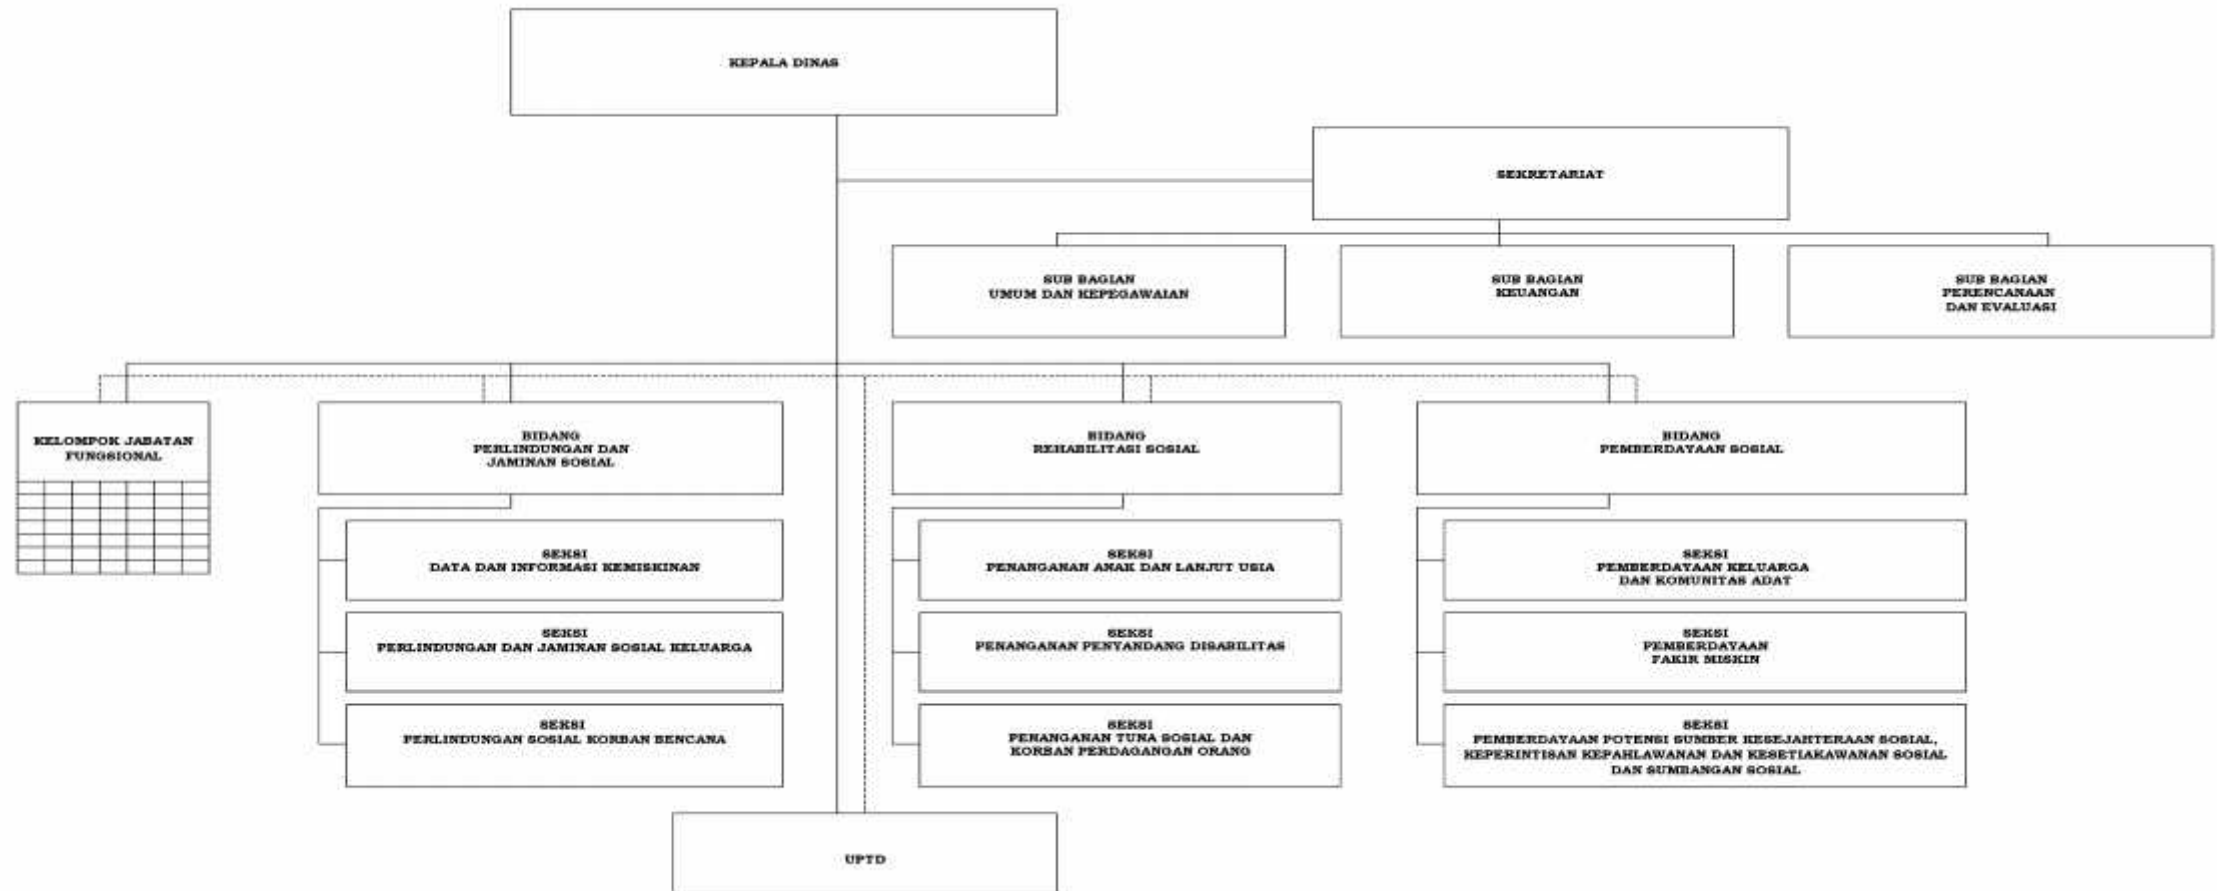 KEPALA DINAS
SEKRETARIAT
SUB BAGIAN
UMUM DAN KEPEGAWAIAN
SUB BAGIAN
KEUANGAN
SUB BAGIAN
PERENCANAAN
DAN EVALUASI
KELOMPOK JABATAN
FUNGSIONAL
BIDANG
PERLINDUNGAN DAN
JAMINAN SOSIAL
SEKSI
DATA DAN INFORMASI KEMISKINAN
SEKSI
PERLINDUNGAN DAN JAMINAN SOSIAL KELUARGA
SEKSI
PERLINDUNGAN SOSIAL KORBAN BENCANA
BIDANG
REHABILITASI SOSIAL
SEKSI
PENANGANAN ANAK DAN LANJUT USIA
SEKSI
PENANGANAN PENYANDANG DISABILITAS
SEKSI
PENANGANAN TUNA SOSIAL DAN
KORBAN PERDAGANGAN ORANG
BIDANG
PEMBERDAYAAN SOSIAL
SEKSI
PEMBERDAYAAN KELUARGA
DAN KOMUNITAS ADAT
SEKSI
PEMBERDAYAAN
FAKIR MISKIN
SEKSI
PEMBERDAYAAN POTENSI SUMBER KESEJAHTERAAN SOSIAL,
KEPERINTISAN KEPAHLAWANAN DAN KESETIAKAWANAN SOSIAL
DAN SUMBANGAN SOSIAL
UPTD